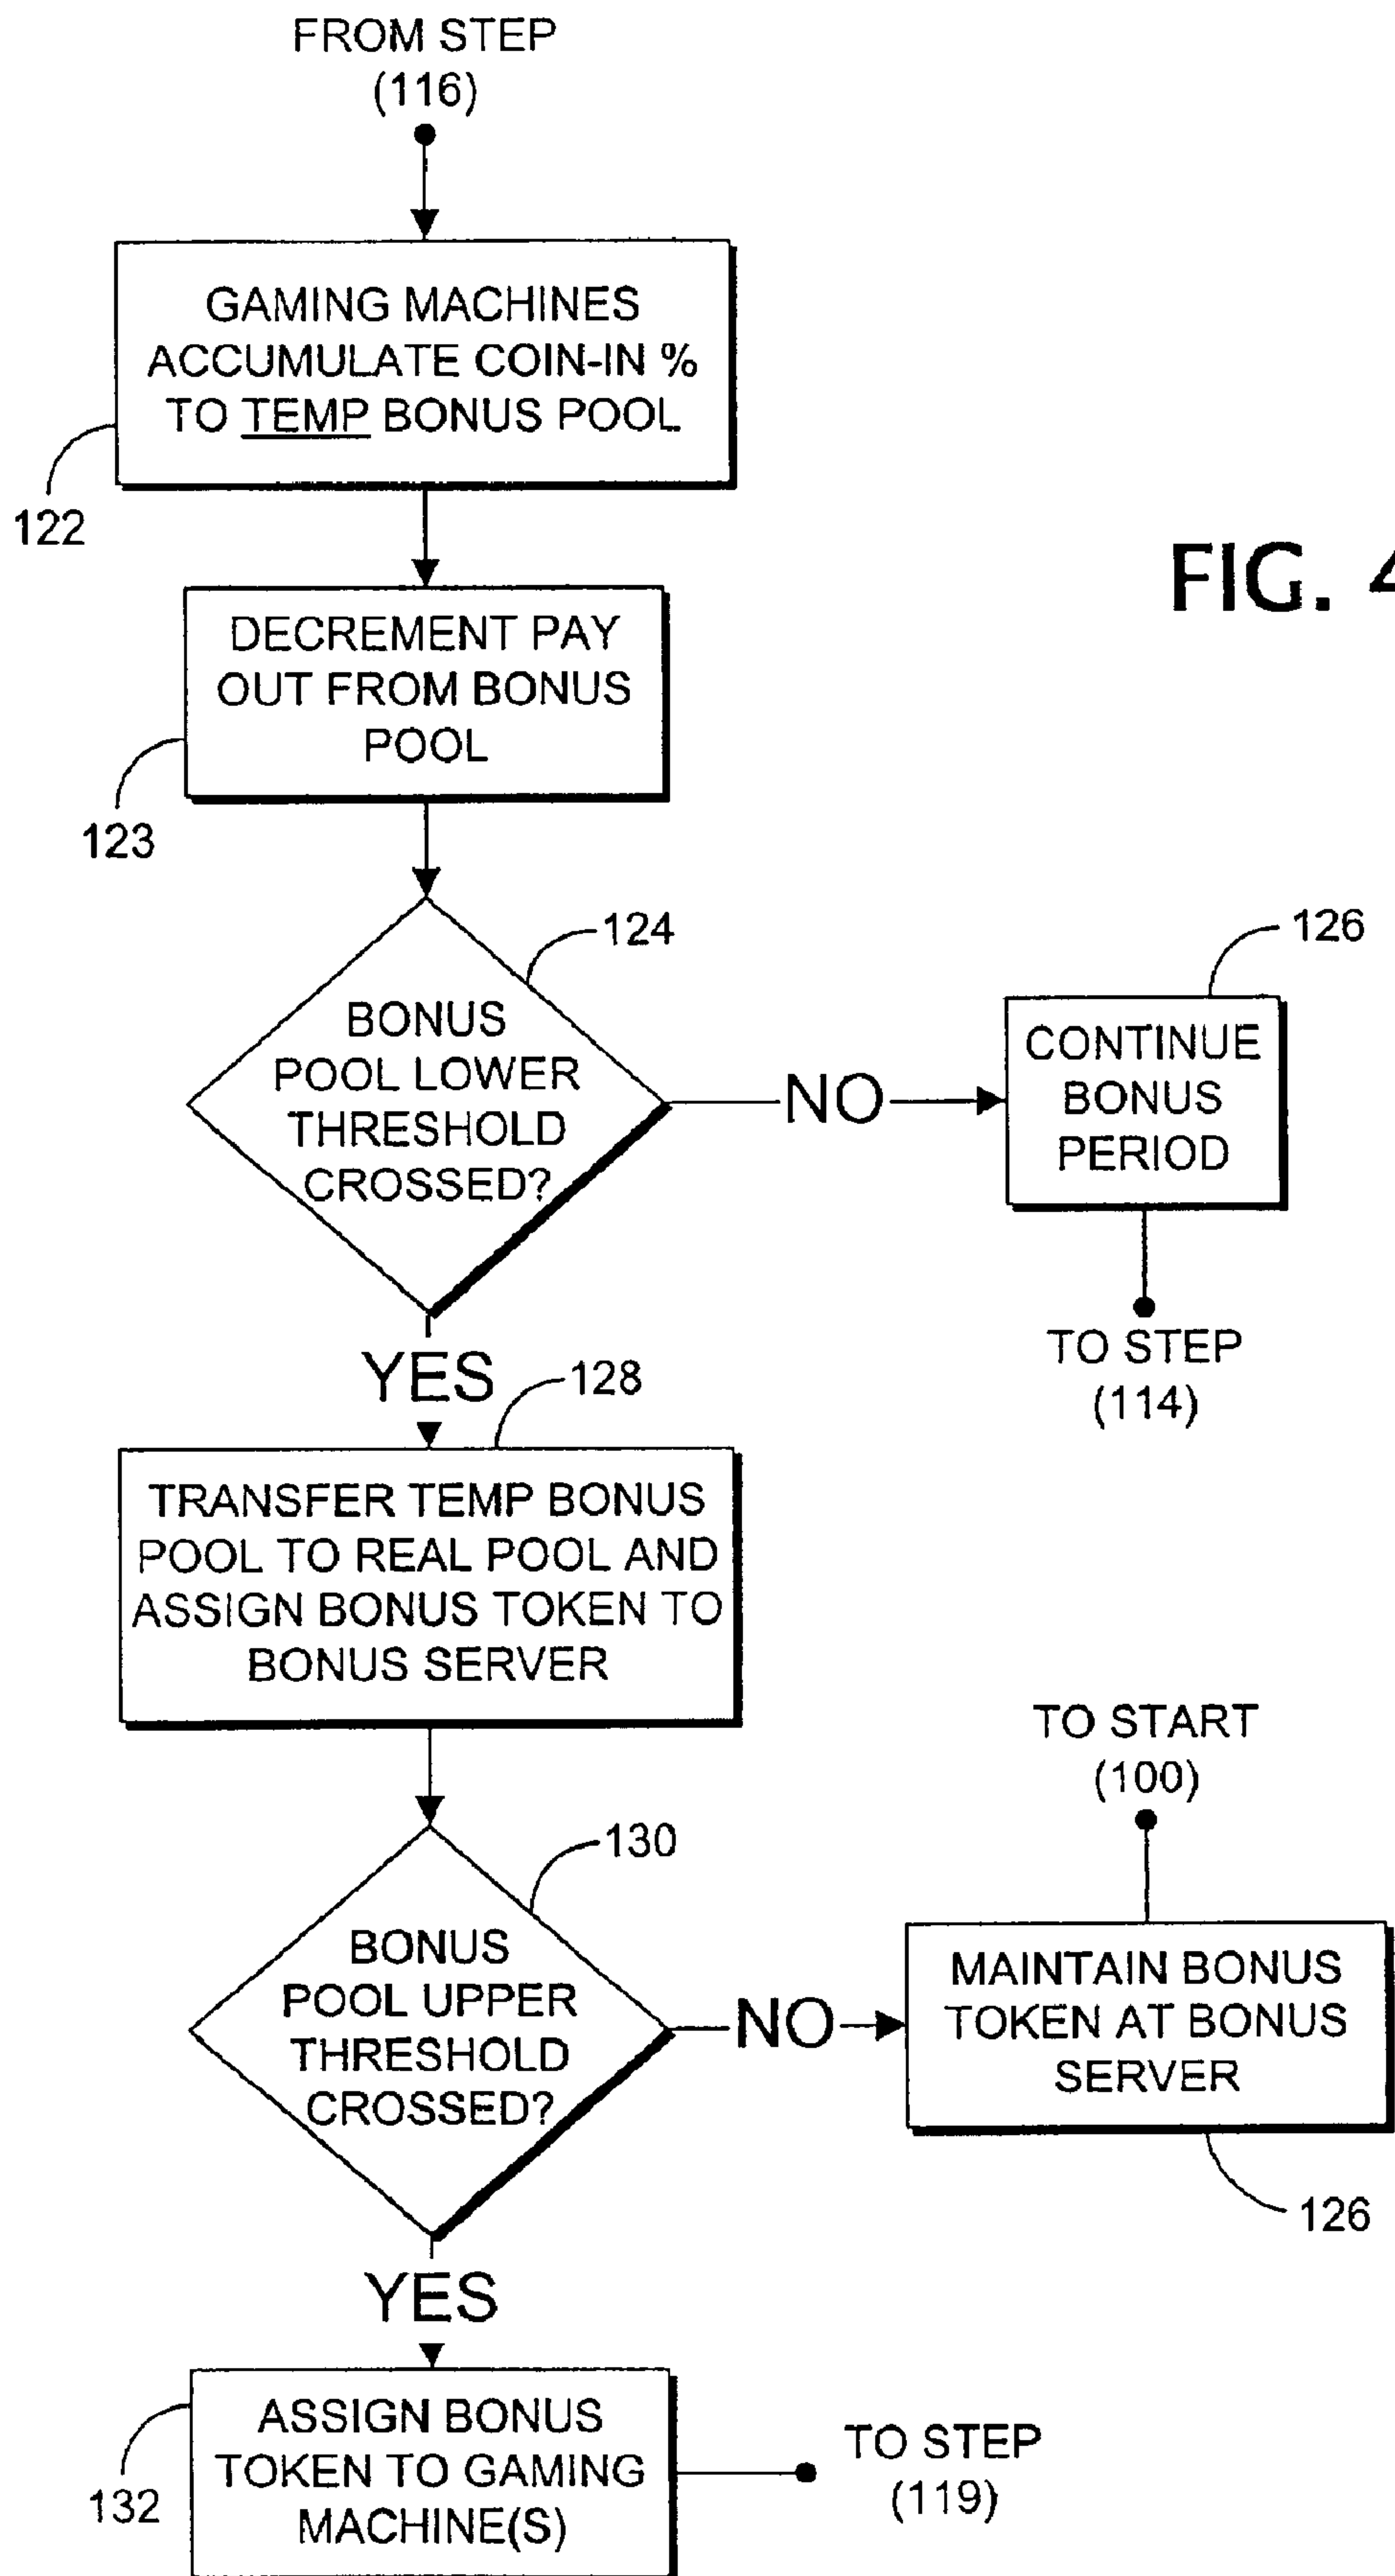 FROM STEP
(116)
GAMING MACHINES
ACCUMULATE COIN-IN %
TO TEMP BONUS POOL
122
FIG. 4
DECREMENT PAY
OUT FROM BONUS
POOL
123
124
BONUS
POOL LOWER
THRESHOLD
CROSSED?
NO
126
CONTINUE
BONUS
PERIOD
TO STEP
(114)
YES
128
TRANSFER TEMP BONUS
POOL TO REAL POOL AND
ASSIGN BONUS TOKEN TO
BONUS SERVER
TO START
(100)
130
BONUS
POOL UPPER
THRESHOLD
CROSSED?
NO
MAINTAIN BONUS
TOKEN AT BONUS
SERVER
126
YES
ASSIGN BONUS
TOKEN TO GAMING
MACHINE(S)
132
TO STEP
(119)